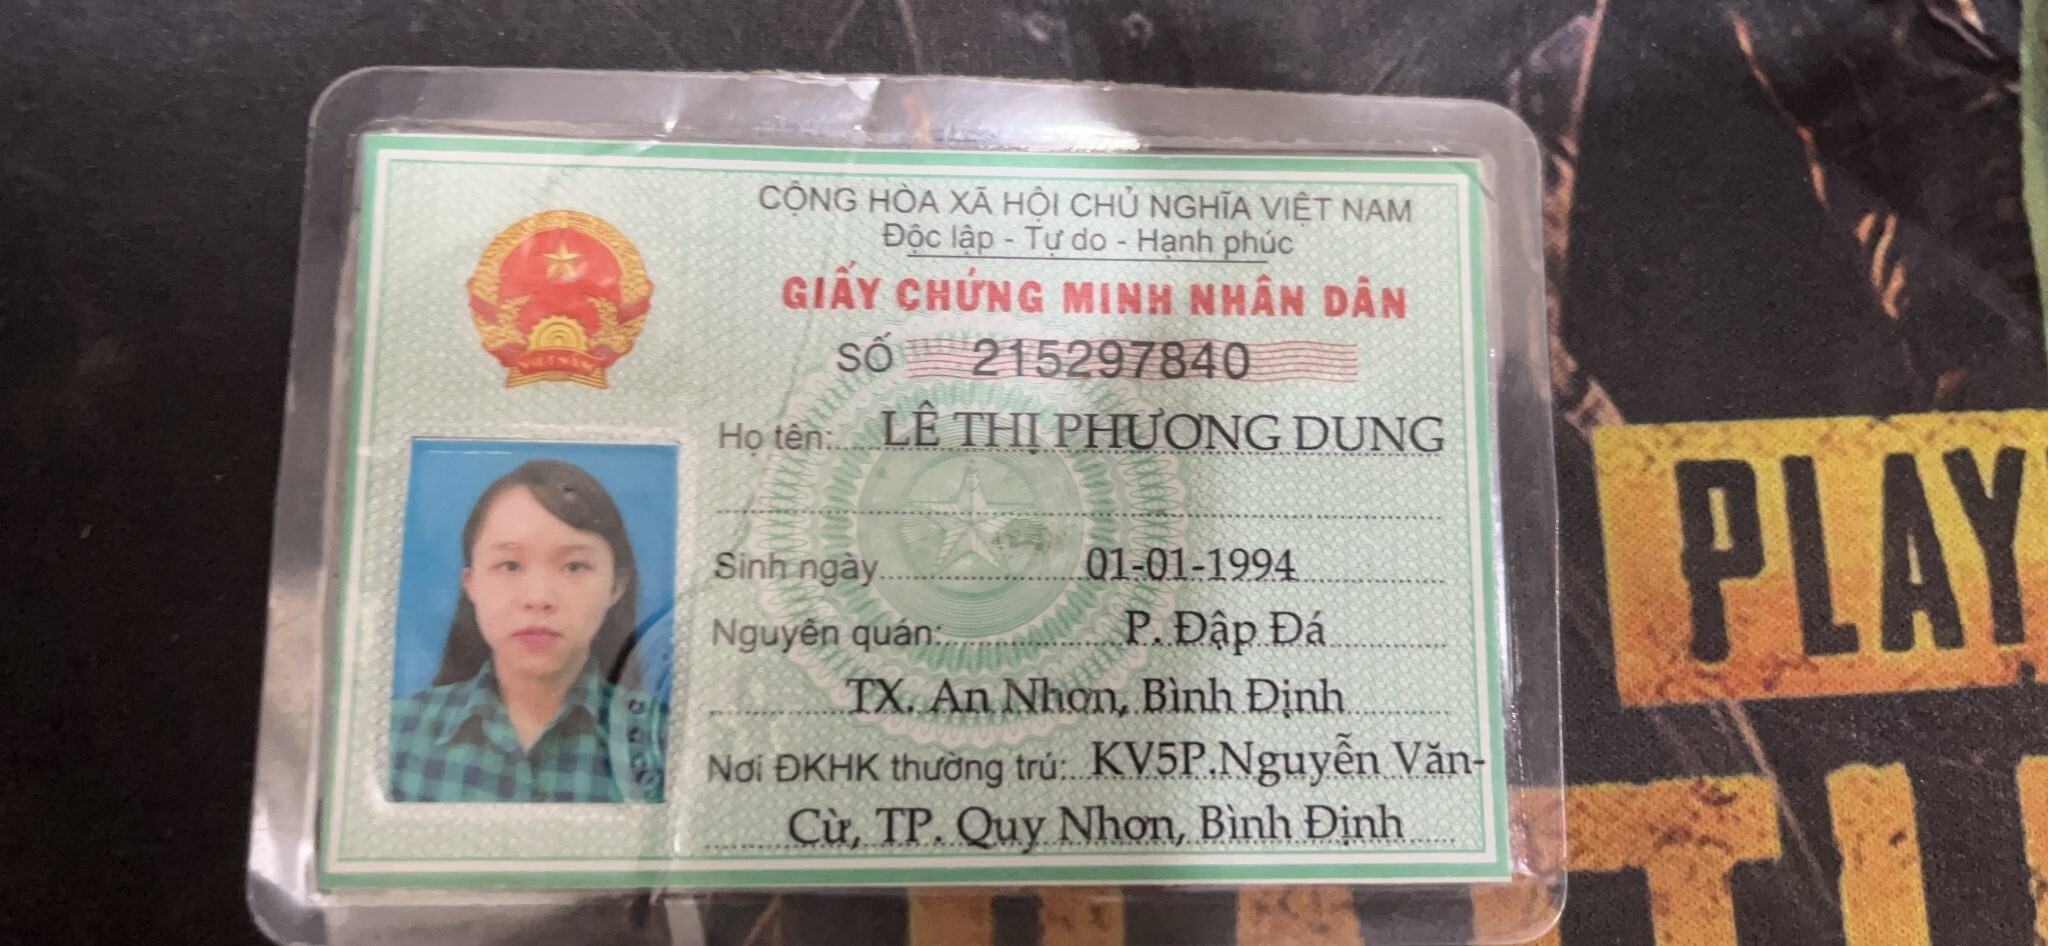 CỘNG HÒA XÃ HỘI CHỦ NGHĨA VIỆT NAM
Độc lập - Tự do - Hạnh phúc
GIẤY CHỨNG MINH NHÂN DÂN
SỐ 215297840
Họ tên: LÊ THỊ PHƯƠNG DUNG
Sinh ngày 01-01-1994
Nguyên quán: P. Đập Đá
TX. An Nhơn, Bình Định
Nơi ĐKHK thường trú: KV5P.Nguyễn Văn-
Cừ, TP. Quy Nhơn, Bình Định
VIỆT NAM
PLAY